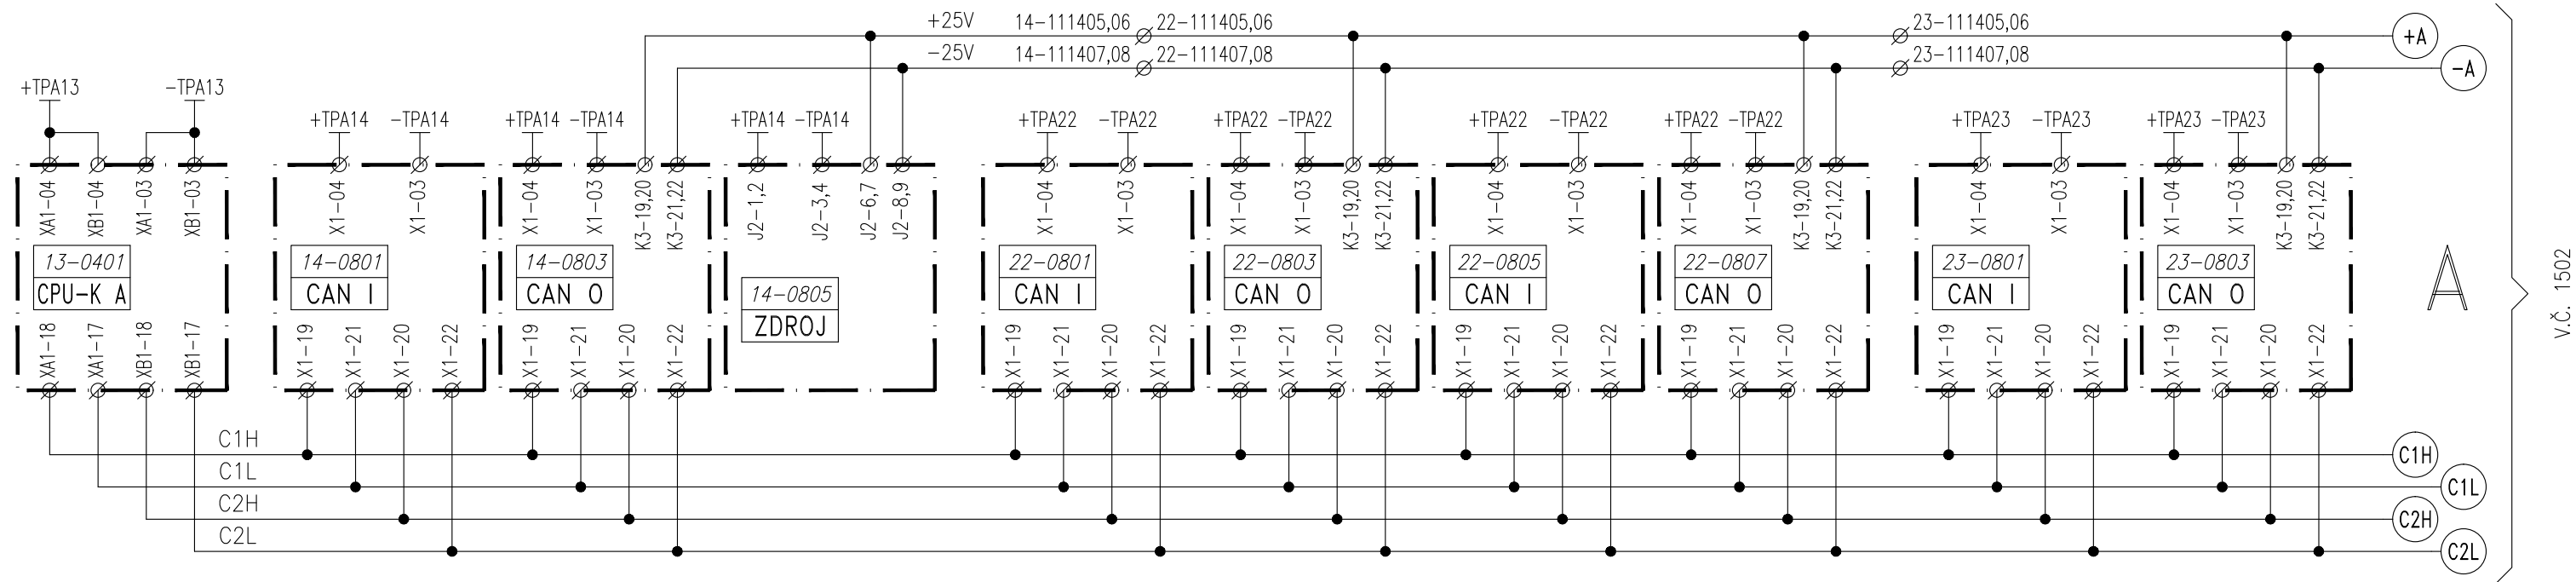 +25V 14-111405,06 22-111405,06 23-111405,06 +A
-25V 14-111407,08 22-111407,08 23-111407,08 -A
+TPA13 -TPA13
+TPA14 -TPA14 +TPA14 -TPA14 +TPA14 -TPA14 +TPA22 -TPA22 +TPA22 -TPA22 +TPA22 -TPA22 +TPA22 -TPA22 +TPA23 -TPA23 +TPA23 -TPA23
XA1-04 XB1-04 XA1-03 XB1-03 X1-04 X1-03 X1-04 X1-03 K3-19,20 K3-21,22 J2-1,2 J2-3,4 J2-6,7 J2-8,9 X1-04 X1-03 X1-04 X1-03 K3-19,20 K3-21,22 X1-04 X1-03 X1-04 X1-03 K3-19,20 K3-21,22 X1-04 X1-03 X1-04 X1-03 K3-19,20 K3-21,22
13-0401 14-0801 14-0803 22-0801 22-0803 22-0805 22-0807 23-0801 23-0803
CPU-K A CAN I CAN O CAN I CAN O CAN I CAN O CAN I CAN O
14-0805
ZDROJ
A
V.Č. 1502
XA1-18 XA1-17 XB1-18 XB1-17 X1-19 X1-21 X1-20 X1-22 X1-19 X1-21 X1-20 X1-22 X1-19 X1-21 X1-20 X1-22 X1-19 X1-21 X1-20 X1-22 X1-19 X1-21 X1-20 X1-22 X1-19 X1-21 X1-20 X1-22 X1-19 X1-21 X1-20 X1-22 X1-19 X1-21 X1-20 X1-22
C1H C1H
C1L C1L
C2H C2H
C2L C2L